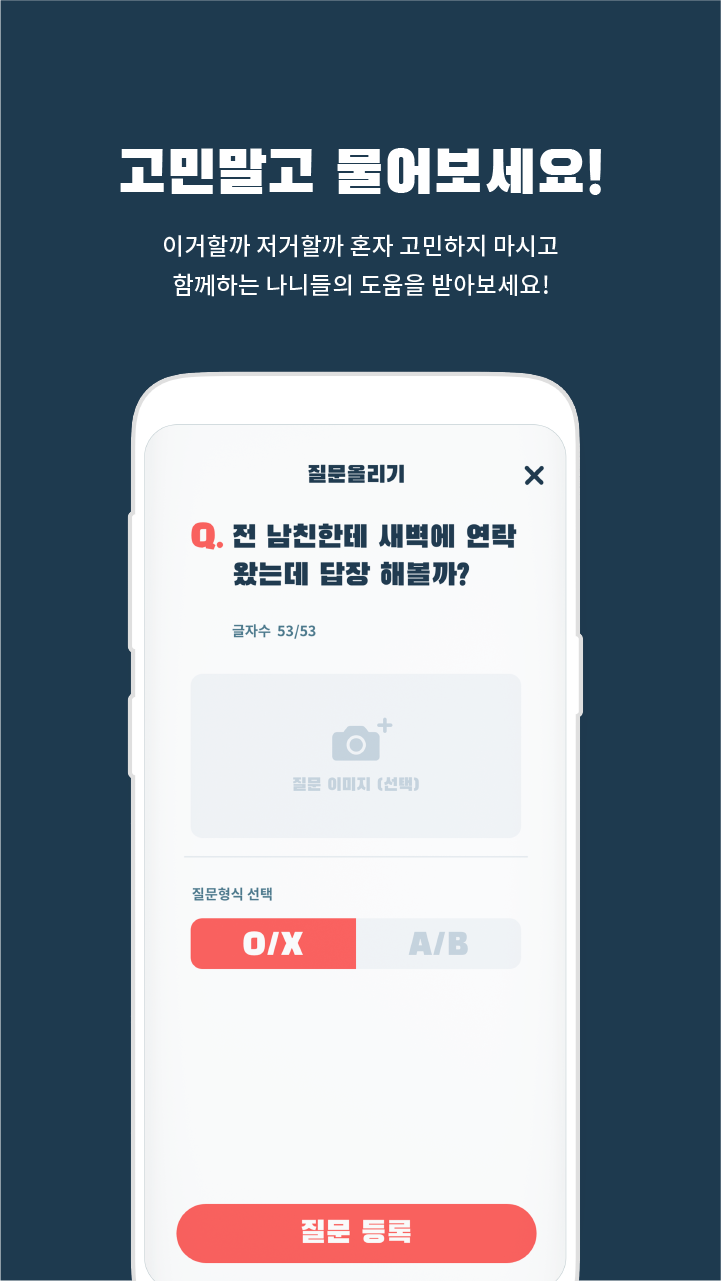 고민말고 물어보세요!
이거할까 저거할까 혼자 고민하지 마시고
함께하는 나니들의 도움을 받아보세요!
질문올리기
Q. 전 남친한테 새벽에 연락
왔는데 답장 해볼까?
글자수 53/53
질문 이미지 (선택)
질문형식 선택
O/X A/B
질문 등록